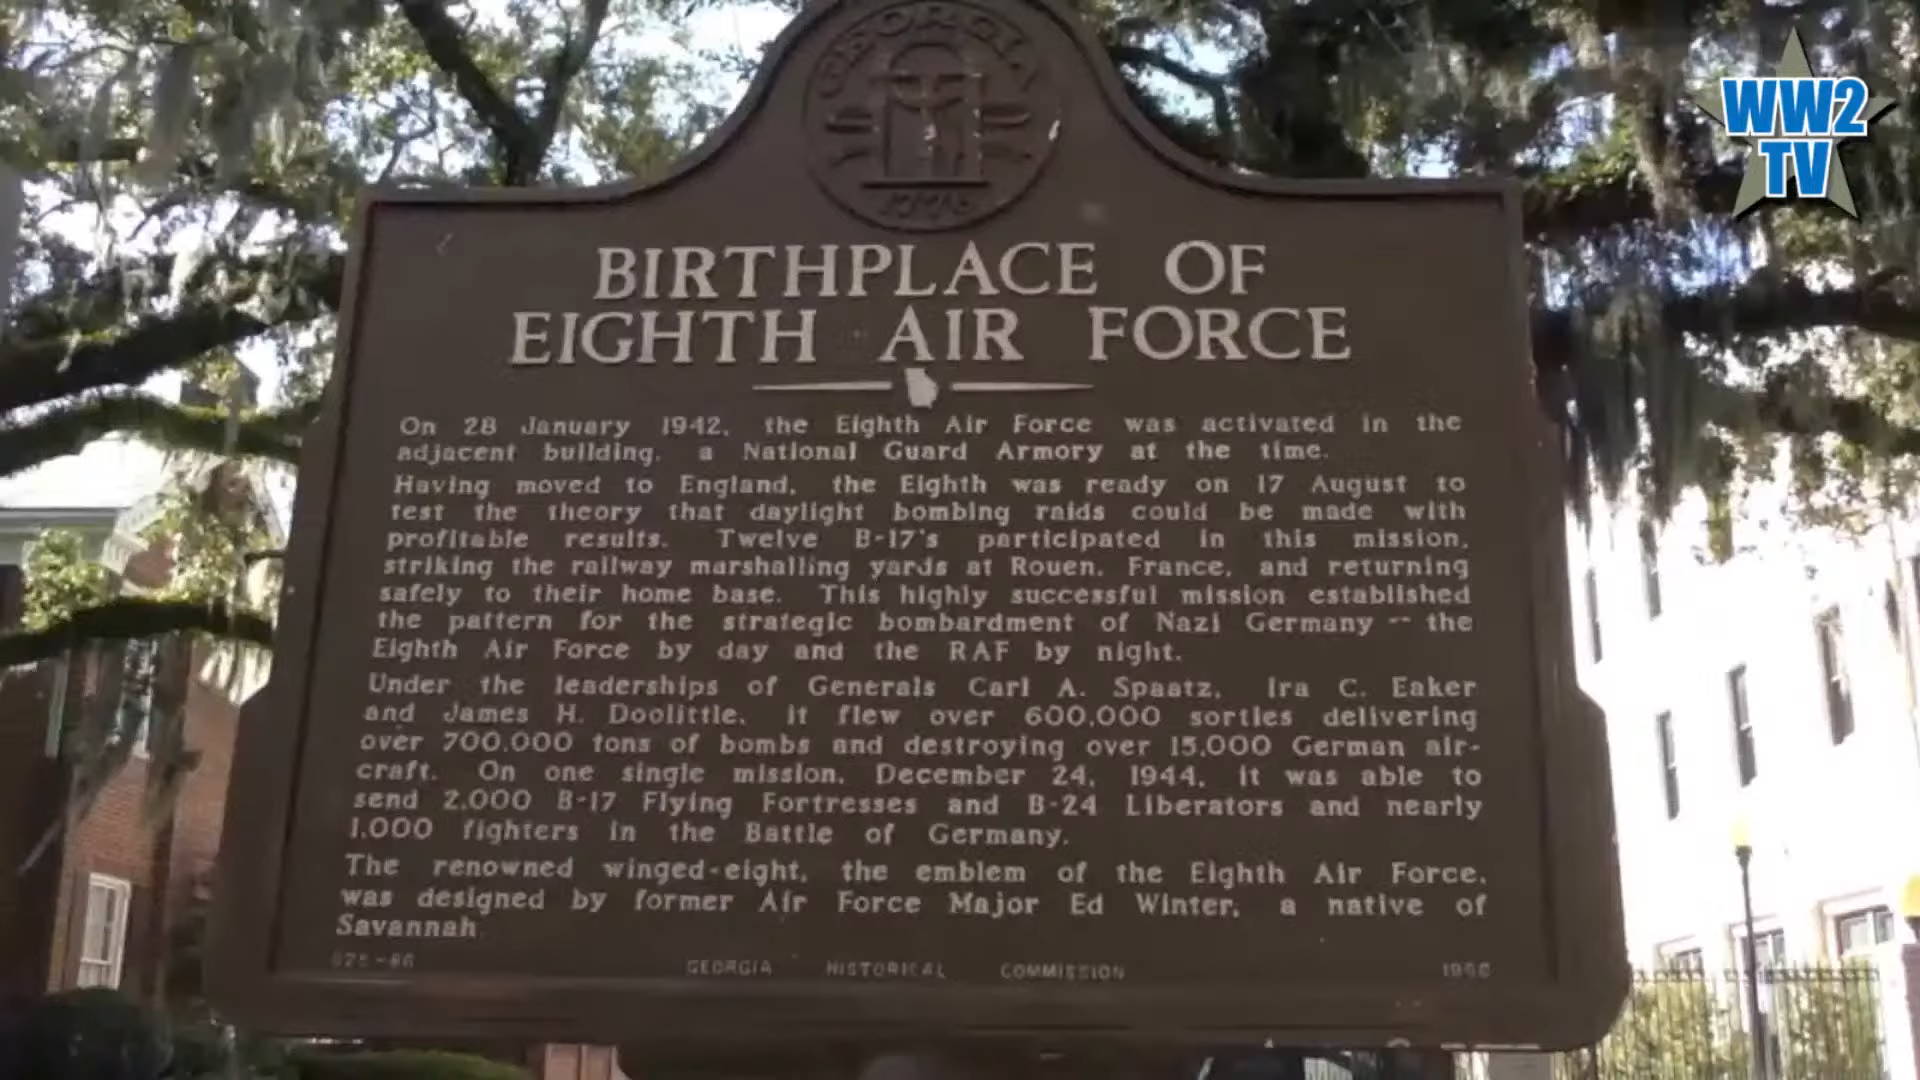 GEORGIA
1776
WW2
TV
BIRTHPLACE OF
EIGHTH AIR FORCE
On 28 January 1942, the Eighth Air Force was activated in the
adjacent building, a National Guard Armory at the time.
Having moved to England, the Eighth was ready on 17 August to
test the theory that daylight bombing raids could be made with
profitable results. Twelve B-17's participated in this mission,
striking the railway marshalling yards at Rouen, France, and returning
safely to their home base. This highly successful mission established
the pattern for the strategic bombardment of Nazi Germany -- the
Eighth Air Force by day and the RAF by night.
Under the leaderships of Generals Carl A. Spaatz, Ira C. Eaker
and James H. Doolittle, it flew over 600,000 sorties delivering
over 700,000 tons of bombs and destroying over 15,000 German air-
craft. On one single mission, December 24, 1944, it was able to
send 2,000 B-17 Flying Fortresses and B-24 Liberators and nearly
1,000 fighters in the Battle of Germany.
The renowned winged-eight, the emblem of the Eighth Air Force,
was designed by former Air Force Major Ed Winter, a native of
Savannah
GEORGIA HISTORICAL COMMISSION